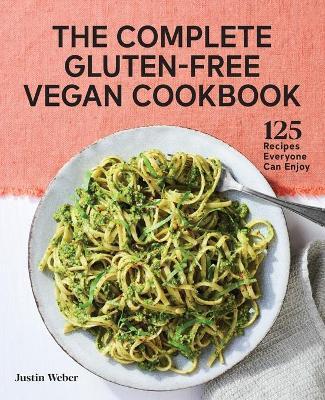 THE COMPLETE
GLUTEN-FREE
VEGAN COOKBOOK
125
Recipes
Everyone
Can Enjoy
Justin Weber